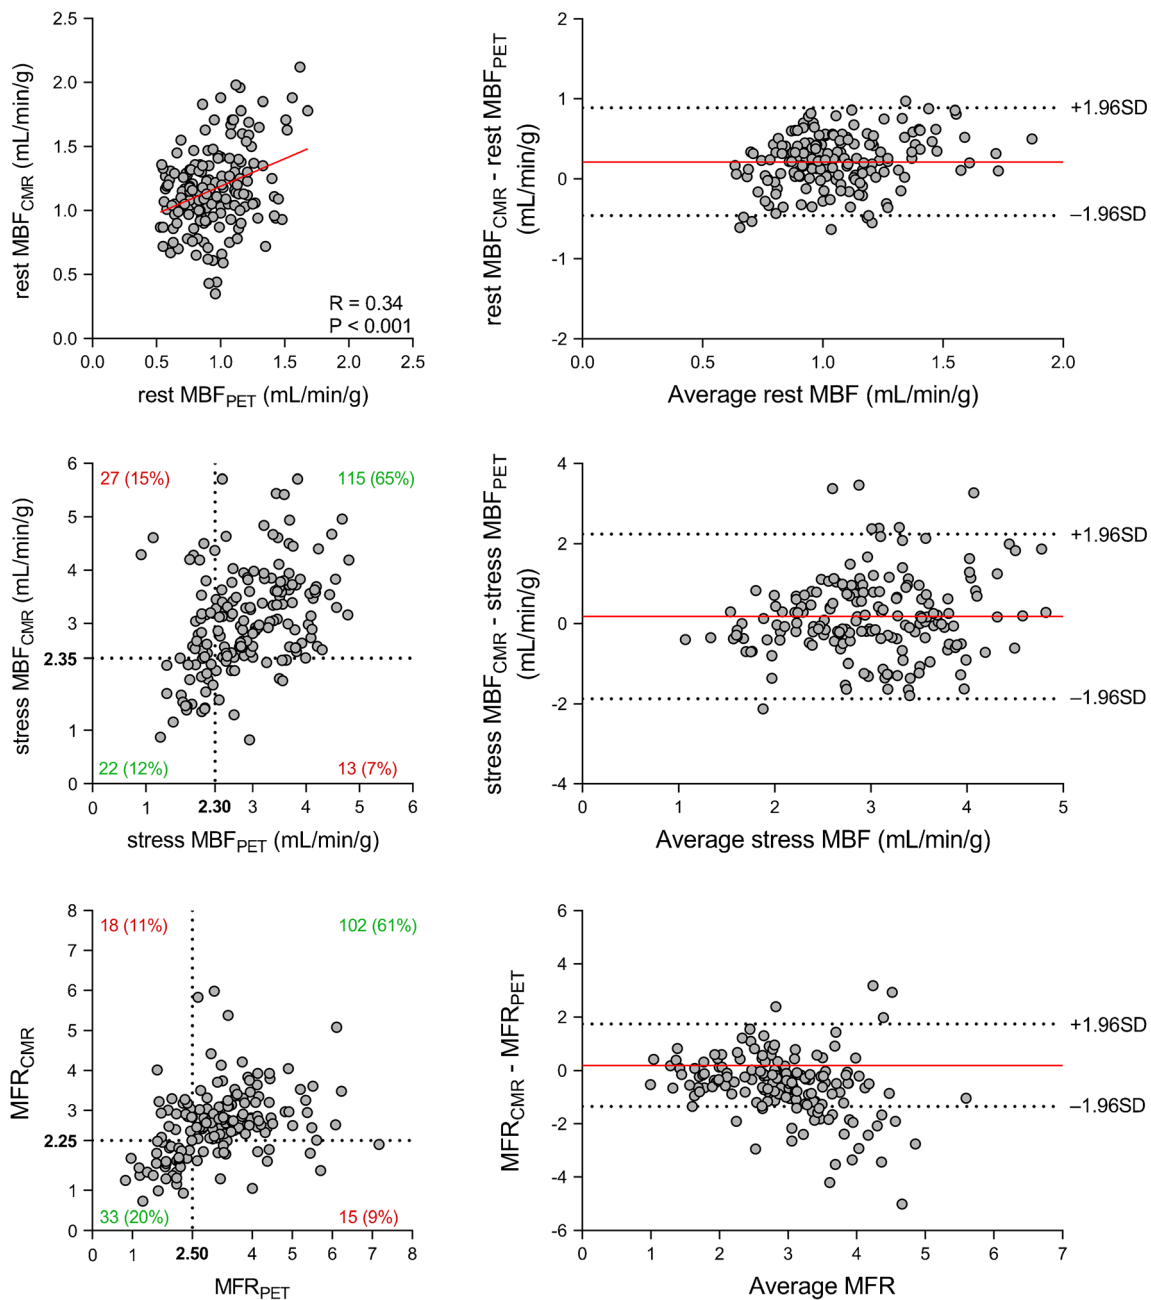 rest MBFCMR (mL/min/g)
2.5
2.0
1.5
1.0
0.5
0.0
R = 0.34
P < 0.001
0.0 0.5 1.0 1.5 2.0 2.5
rest MBFPET (mL/min/g)
rest MBFCMR - rest MBFPET
(mL/min/g)
2
1
0
-1
-2
+1.96SD
–1.96SD
0.0 0.5 1.0 1.5 2.0
Average rest MBF (mL/min/g)
stress MBFCMR (mL/min/g)
6
5
4
3
2.35
1
0
27 (15%) 115 (65%)
22 (12%) 13 (7%)
0 1 2.30 3 4 5 6
stress MBFPET (mL/min/g)
stress MBFCMR - stress MBFPET
(mL/min/g)
4
2
0
-2
-4
+1.96SD
–1.96SD
0 1 2 3 4 5
Average stress MBF (mL/min/g)
MFRCMR
8
7
6
5
4
3
2.25
1
0
18 (11%) 102 (61%)
33 (20%) 15 (9%)
0 1 2.50 4 5 6 7 8
MFRPET
MFRCMR - MFRPET
6
4
2
0
-2
-4
-6
+1.96SD
–1.96SD
0 1 2 3 4 5 6 7
Average MFR